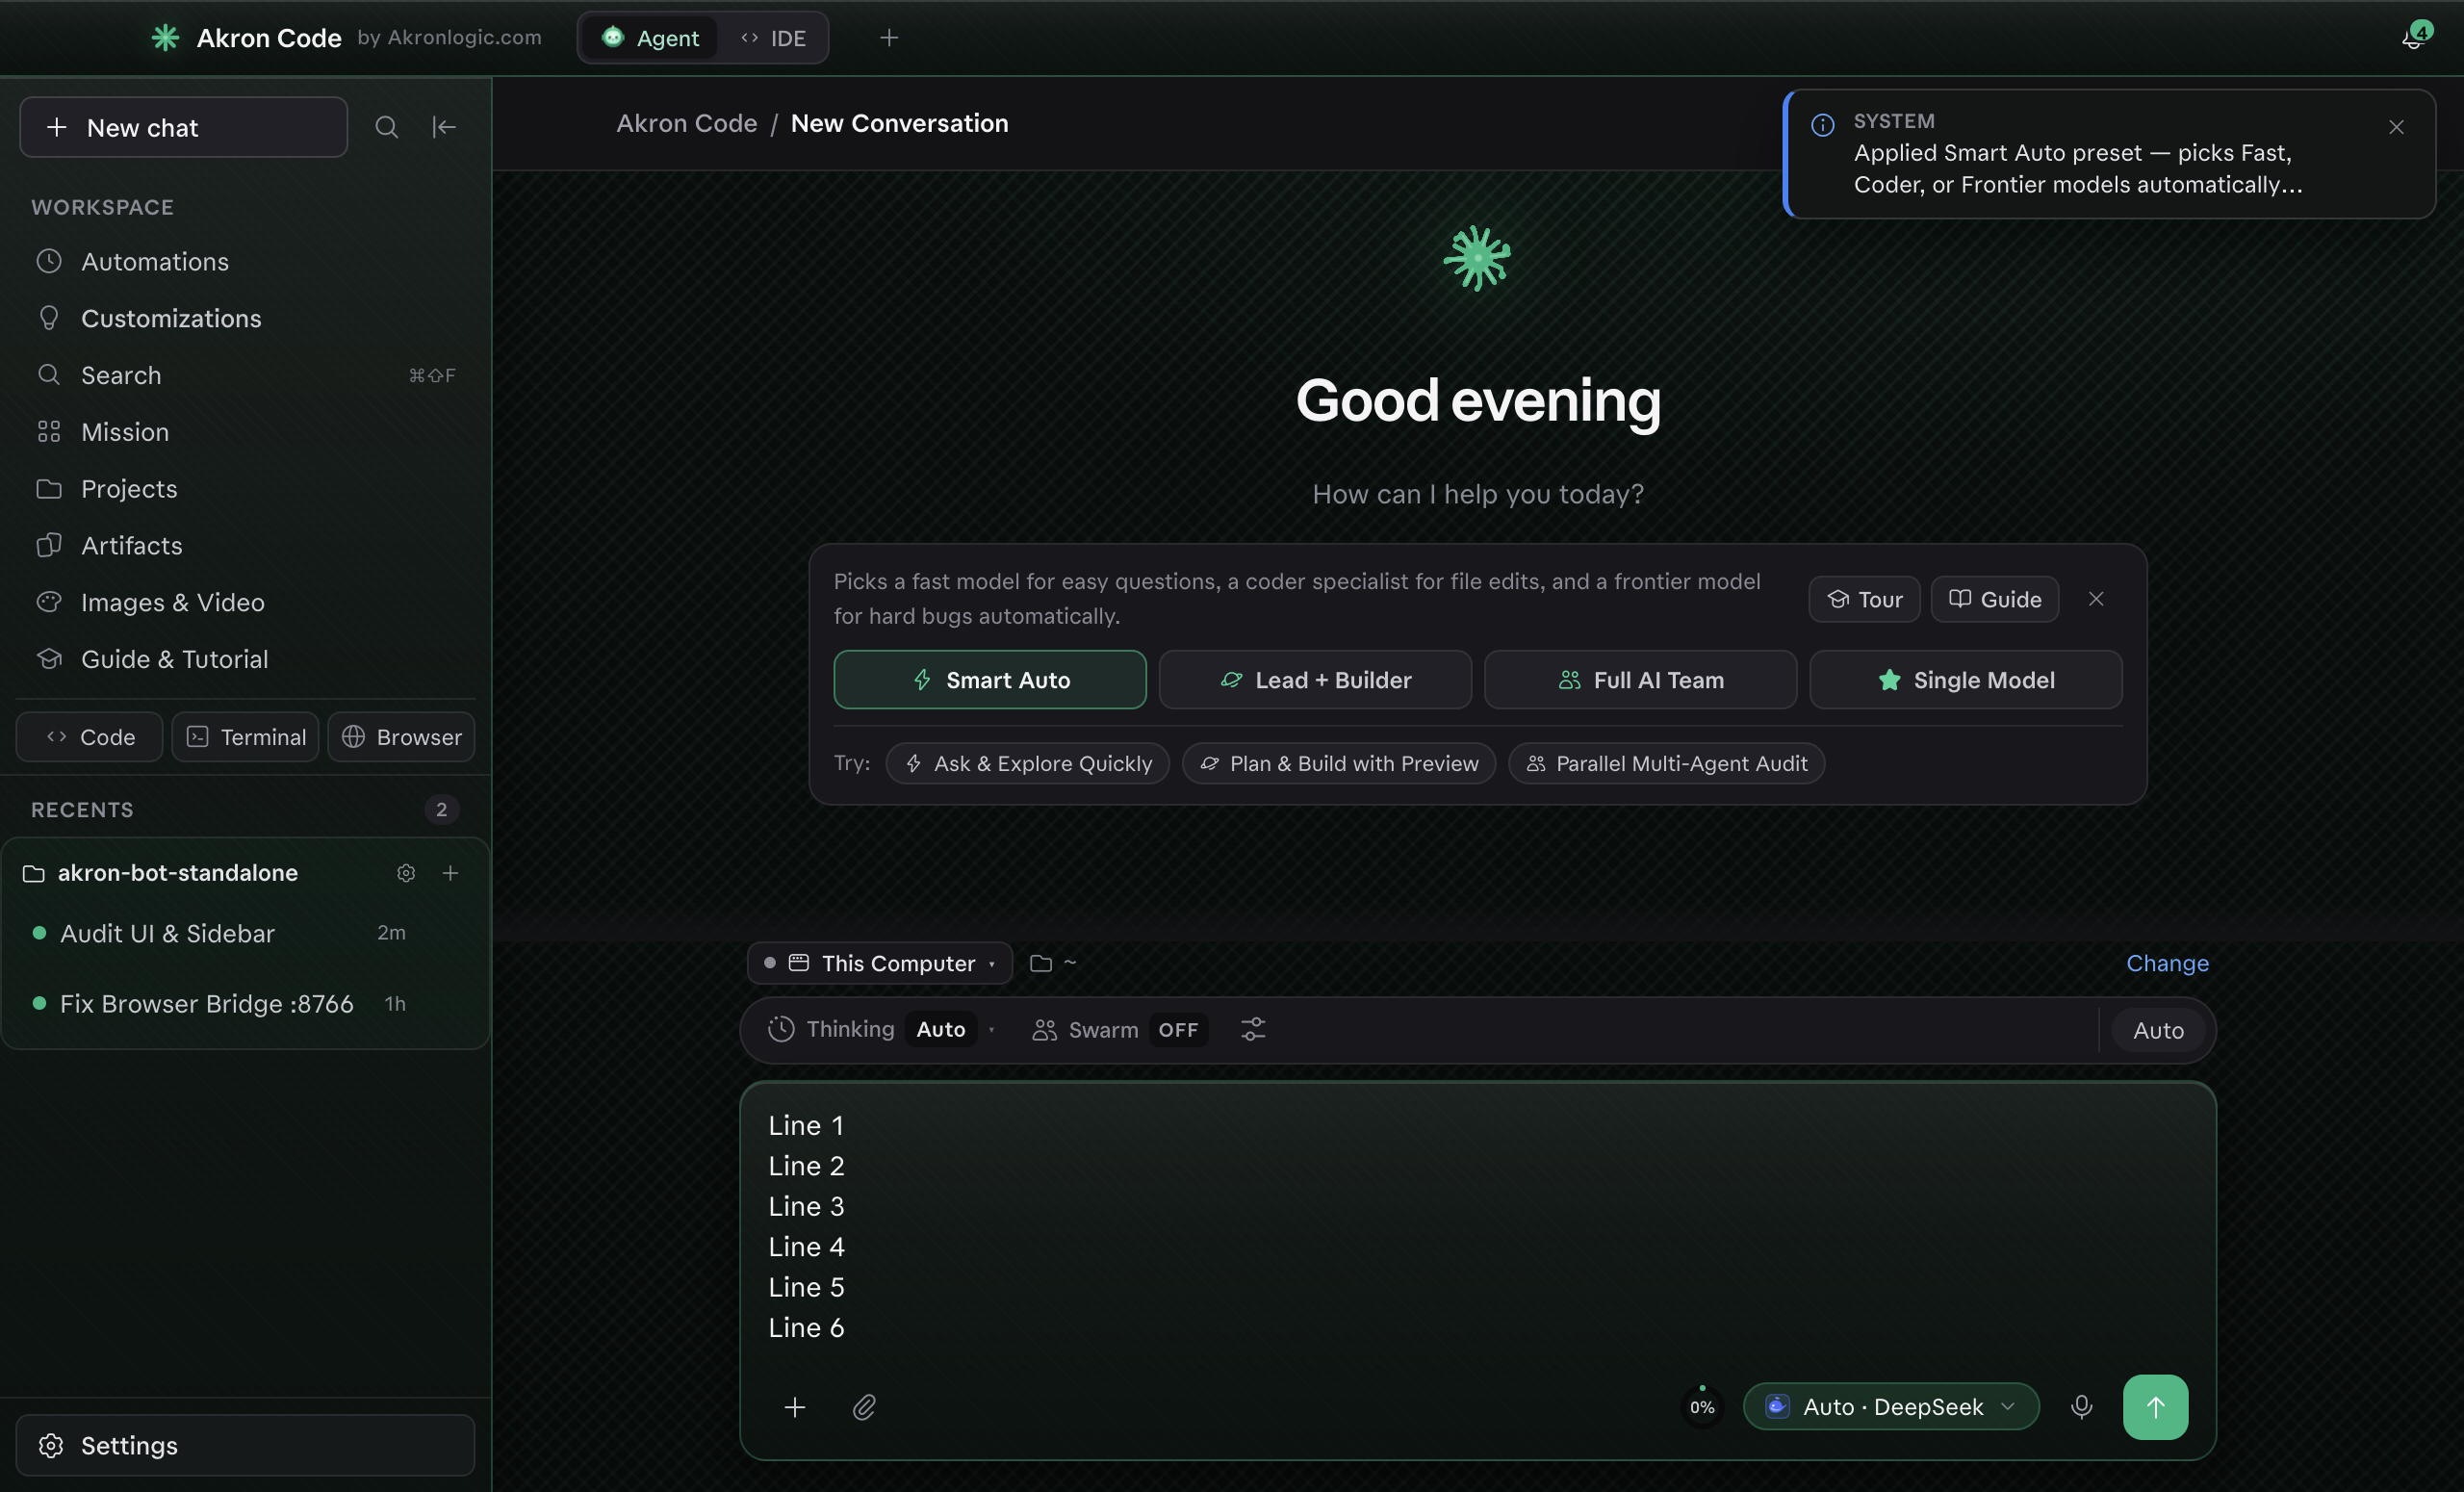 Akron Code by Akronlogic.com
Agent
IDE
4
New chat
WORKSPACE
Automations
Customizations
Search ⌘⇧F
Mission
Projects
Artifacts
Images & Video
Guide & Tutorial
Code
Terminal
Browser
RECENTS 2
akron-bot-standalone
Audit UI & Sidebar 2m
Fix Browser Bridge :8766 1h
Settings
Akron Code / New Conversation
SYSTEM
Applied Smart Auto preset — picks Fast,
Coder, or Frontier models automatically...
Good evening
How can I help you today?
Picks a fast model for easy questions, a coder specialist for file edits, and a frontier model
for hard bugs automatically.
Tour
Guide
Smart Auto
Lead + Builder
Full AI Team
Single Model
Try:
Ask & Explore Quickly
Plan & Build with Preview
Parallel Multi-Agent Audit
This Computer
~
Change
Thinking Auto
Swarm OFF
Auto
Line 1
Line 2
Line 3
Line 4
Line 5
Line 6
0%
Auto · DeepSeek